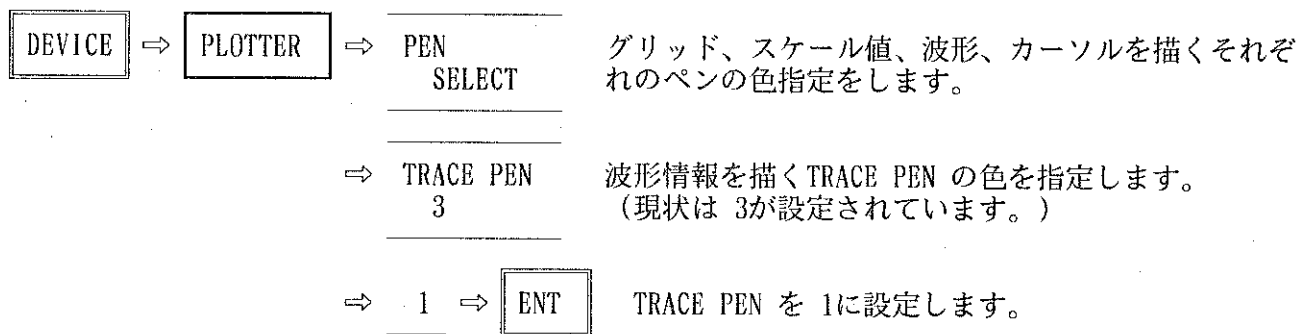 DEVICE ⇨ PLOTTER ⇨ PEN グリッド、スケール値、波形、カーソルを描くそれぞ
SELECT れのペンの色指定をします。
⇨ TRACE PEN 波形情報を描くTRACE PEN の色を指定します。
3 （現状は 3が設定されています。）
⇨ 1 ⇨ ENT TRACE PEN を 1に設定します。